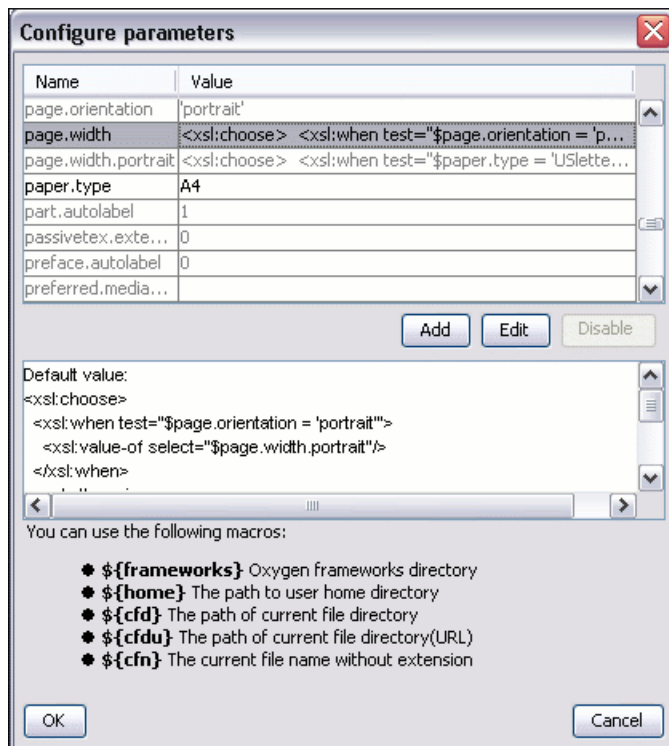 Configure parameters
Name Value
page.orientation 'portrait'
page.width <xsl:choose> <xsl:when test="$page.orientation = 'p...
page.width.portrait <xsl:choose> <xsl:when test="$paper.type = 'USlette...
paper.type A4
part.autolabel 1
passivetex.exte... 0
preface.autolabel 0
preferred.media...
Add Edit Disable
Default value:
<xsl:choose>
<xsl:when test="$page.orientation = 'portrait'">
<xsl:value-of select="$page.width.portrait"/>
</xsl:when>
You can use the following macros:
● ${frameworks} Oxygen frameworks directory
● ${home} The path to user home directory
● ${cfd} The path of current file directory
● ${cfdu} The path of current file directory(URL)
● ${cfn} The current file name without extension
OK Cancel